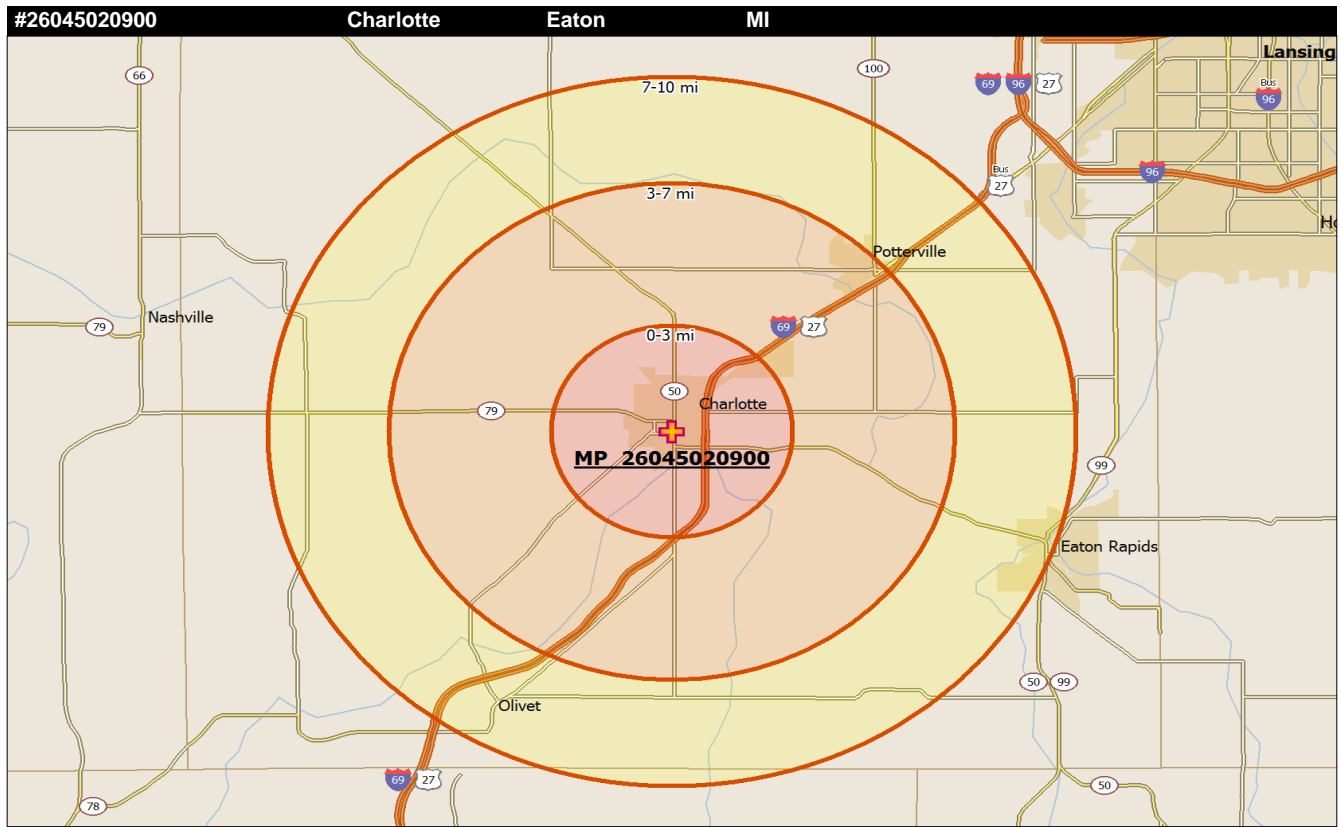 #26045020900 Charlotte Eaton MI
Lansing
66
100
7-10 mi
69 96 27
Bus
96
Bus
27
96
3-7 mi
Ho
Potterville
79
Nashville
0-3 mi
69 27
50
Charlotte
79
MP 26045020900
99
Eaton Rapids
50 99
Olivet
69 27
50
78